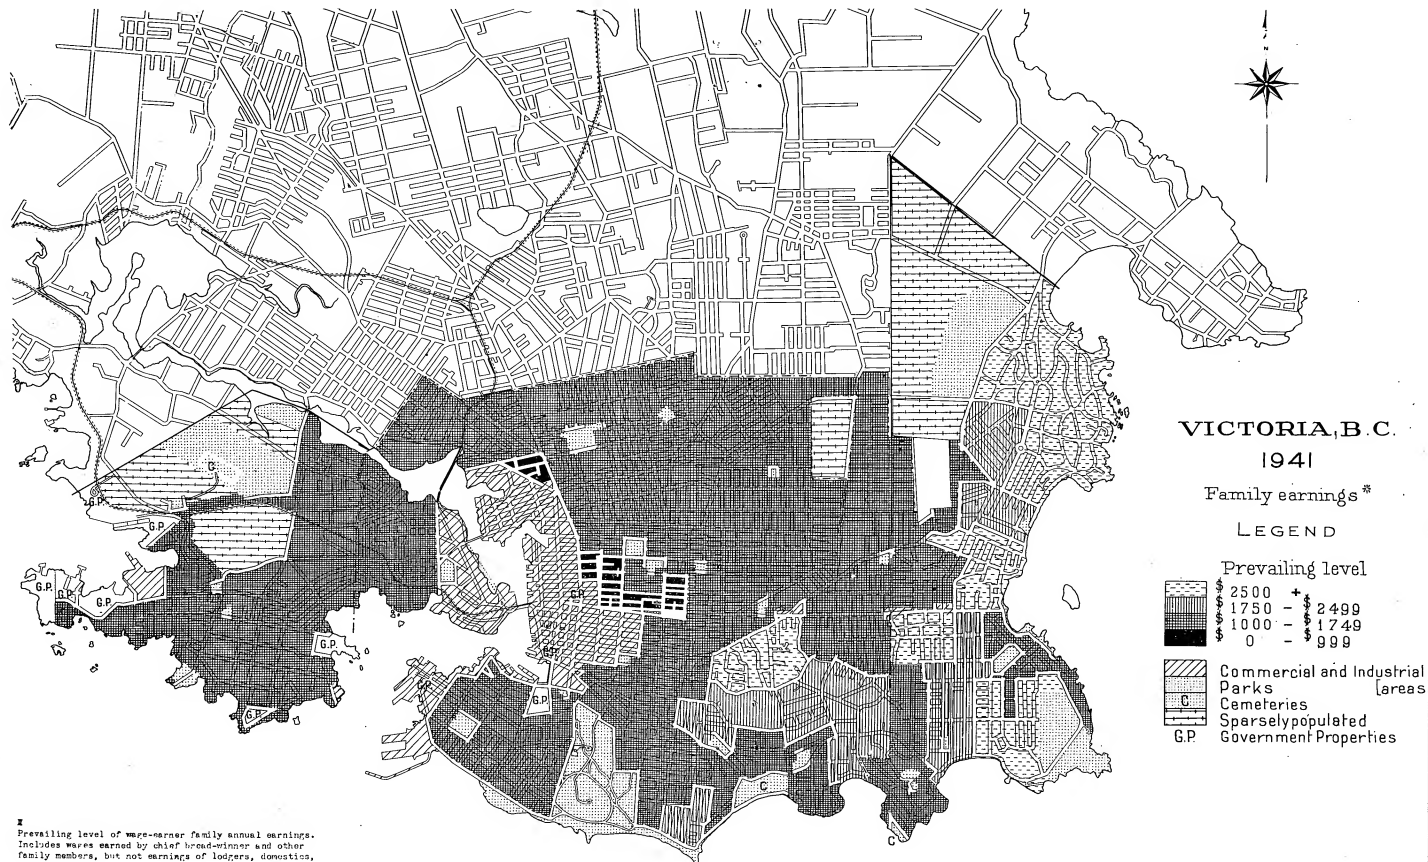 N
VICTORIA, B.C.
1941
Family earnings*
LEGEND
Prevailing level
$ 2500 +
$ 1750 - $ 2499
$ 1000 - $ 1749
$ 0 - $ 999
Commercial and Industrial
Parks [areas
C Cemeteries
Sparsely populated
G.P. Government Properties
C
G.P.
G.P.
G.P.
G.P.
G.P.
G.P.
G.P.
G.P.
G.P.
G.P.
G.P.
C
C
Prevailing level of wage-earner family annual earnings.
Includes wages earned by chief bread-winner and other
family members, but not earnings of lodgers, domestics,